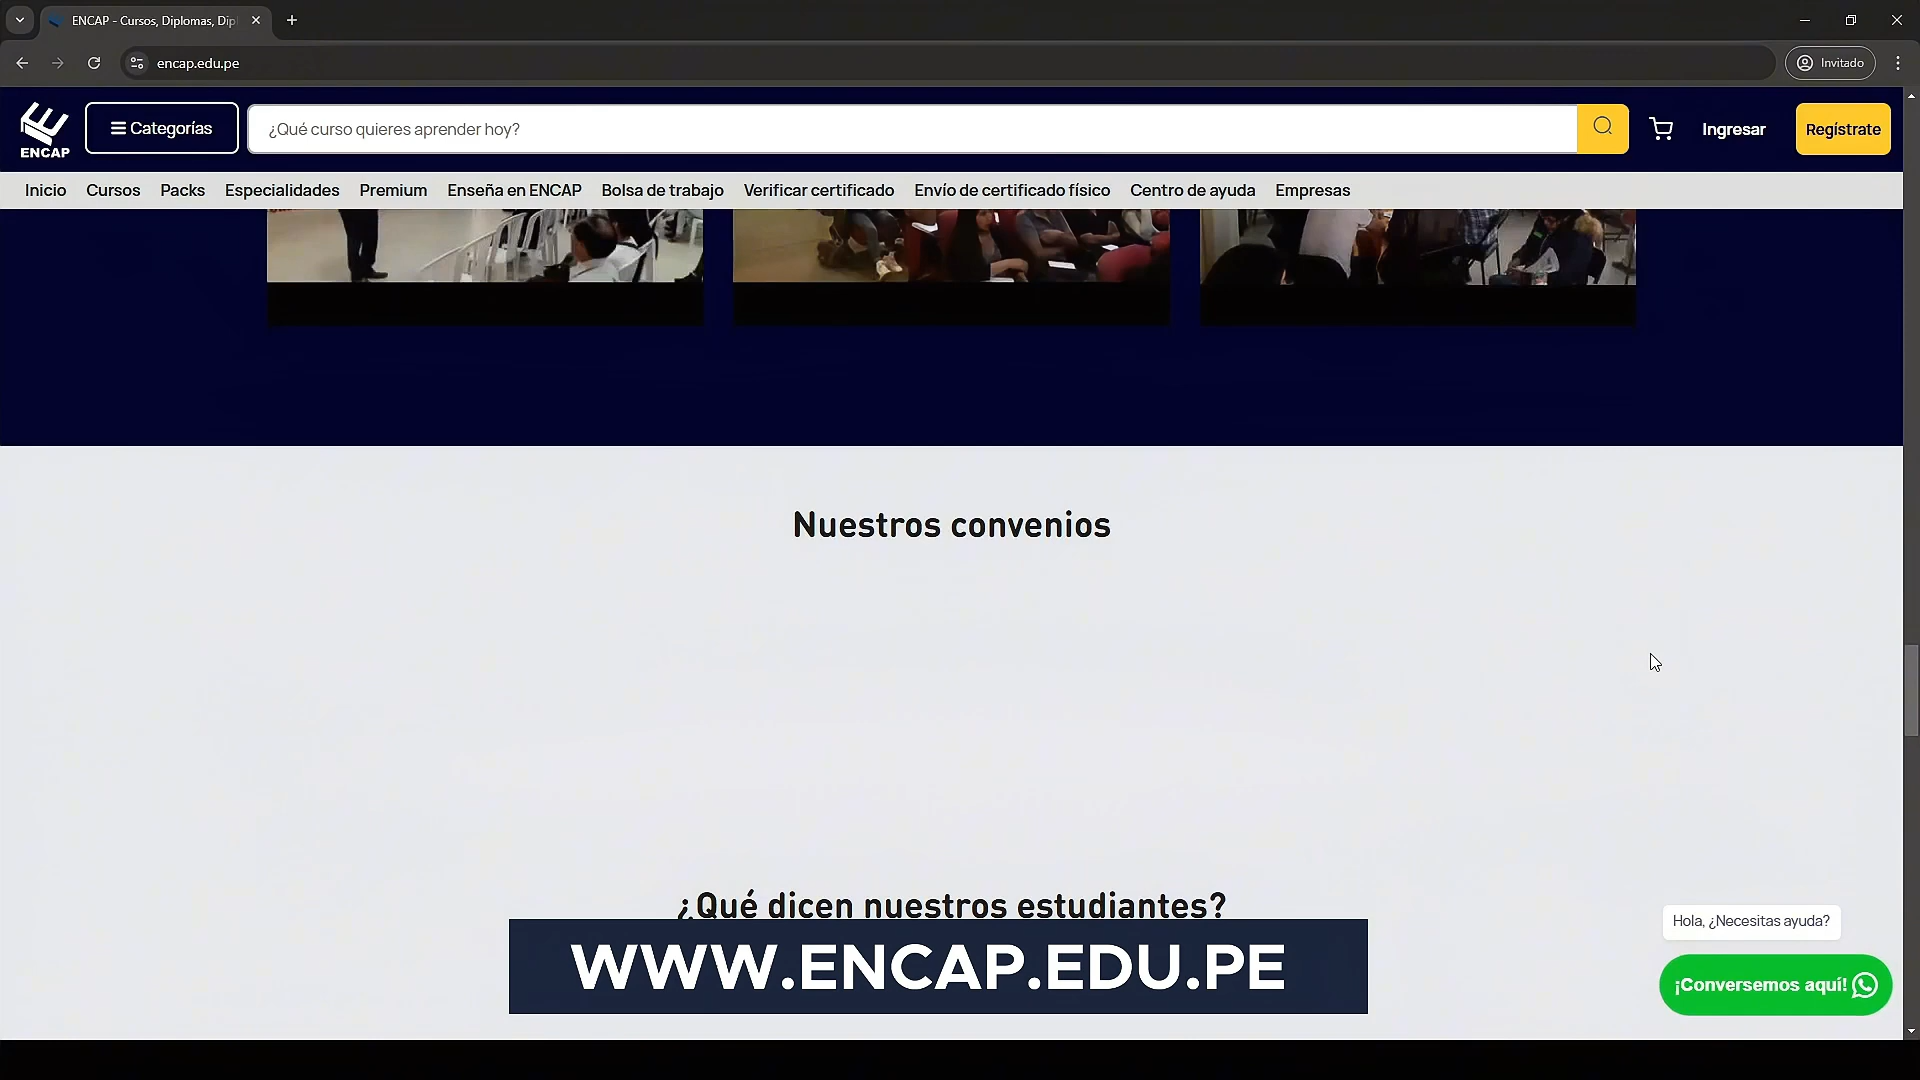 ENCAP - Cursos, Diplomas, Dip
encap.edu.pe
Invitado
ENCAP
Categorías
¿Qué curso quieres aprender hoy?
Ingresar
Regístrate
Inicio
Cursos
Packs
Especialidades
Premium
Enseña en ENCAP
Bolsa de trabajo
Verificar certificado
Envío de certificado físico
Centro de ayuda
Empresas
Nuestros convenios
¿Qué dicen nuestros estudiantes?
WWW.ENCAP.EDU.PE
Hola, ¿Necesitas ayuda?
¡Conversemos aquí!